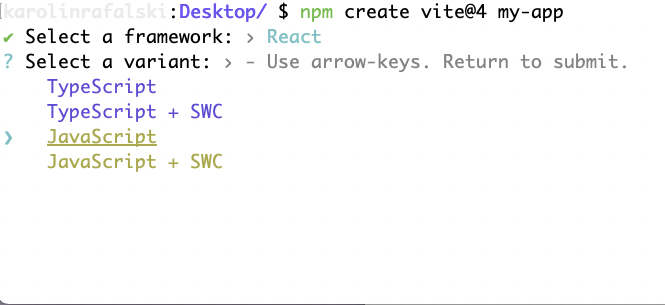 karolinrafalski:Desktop/ $ npm create vite@4 my-app
✔ Select a framework: › React
? Select a variant: › - Use arrow-keys. Return to submit.
TypeScript
TypeScript + SWC
❯ JavaScript
JavaScript + SWC